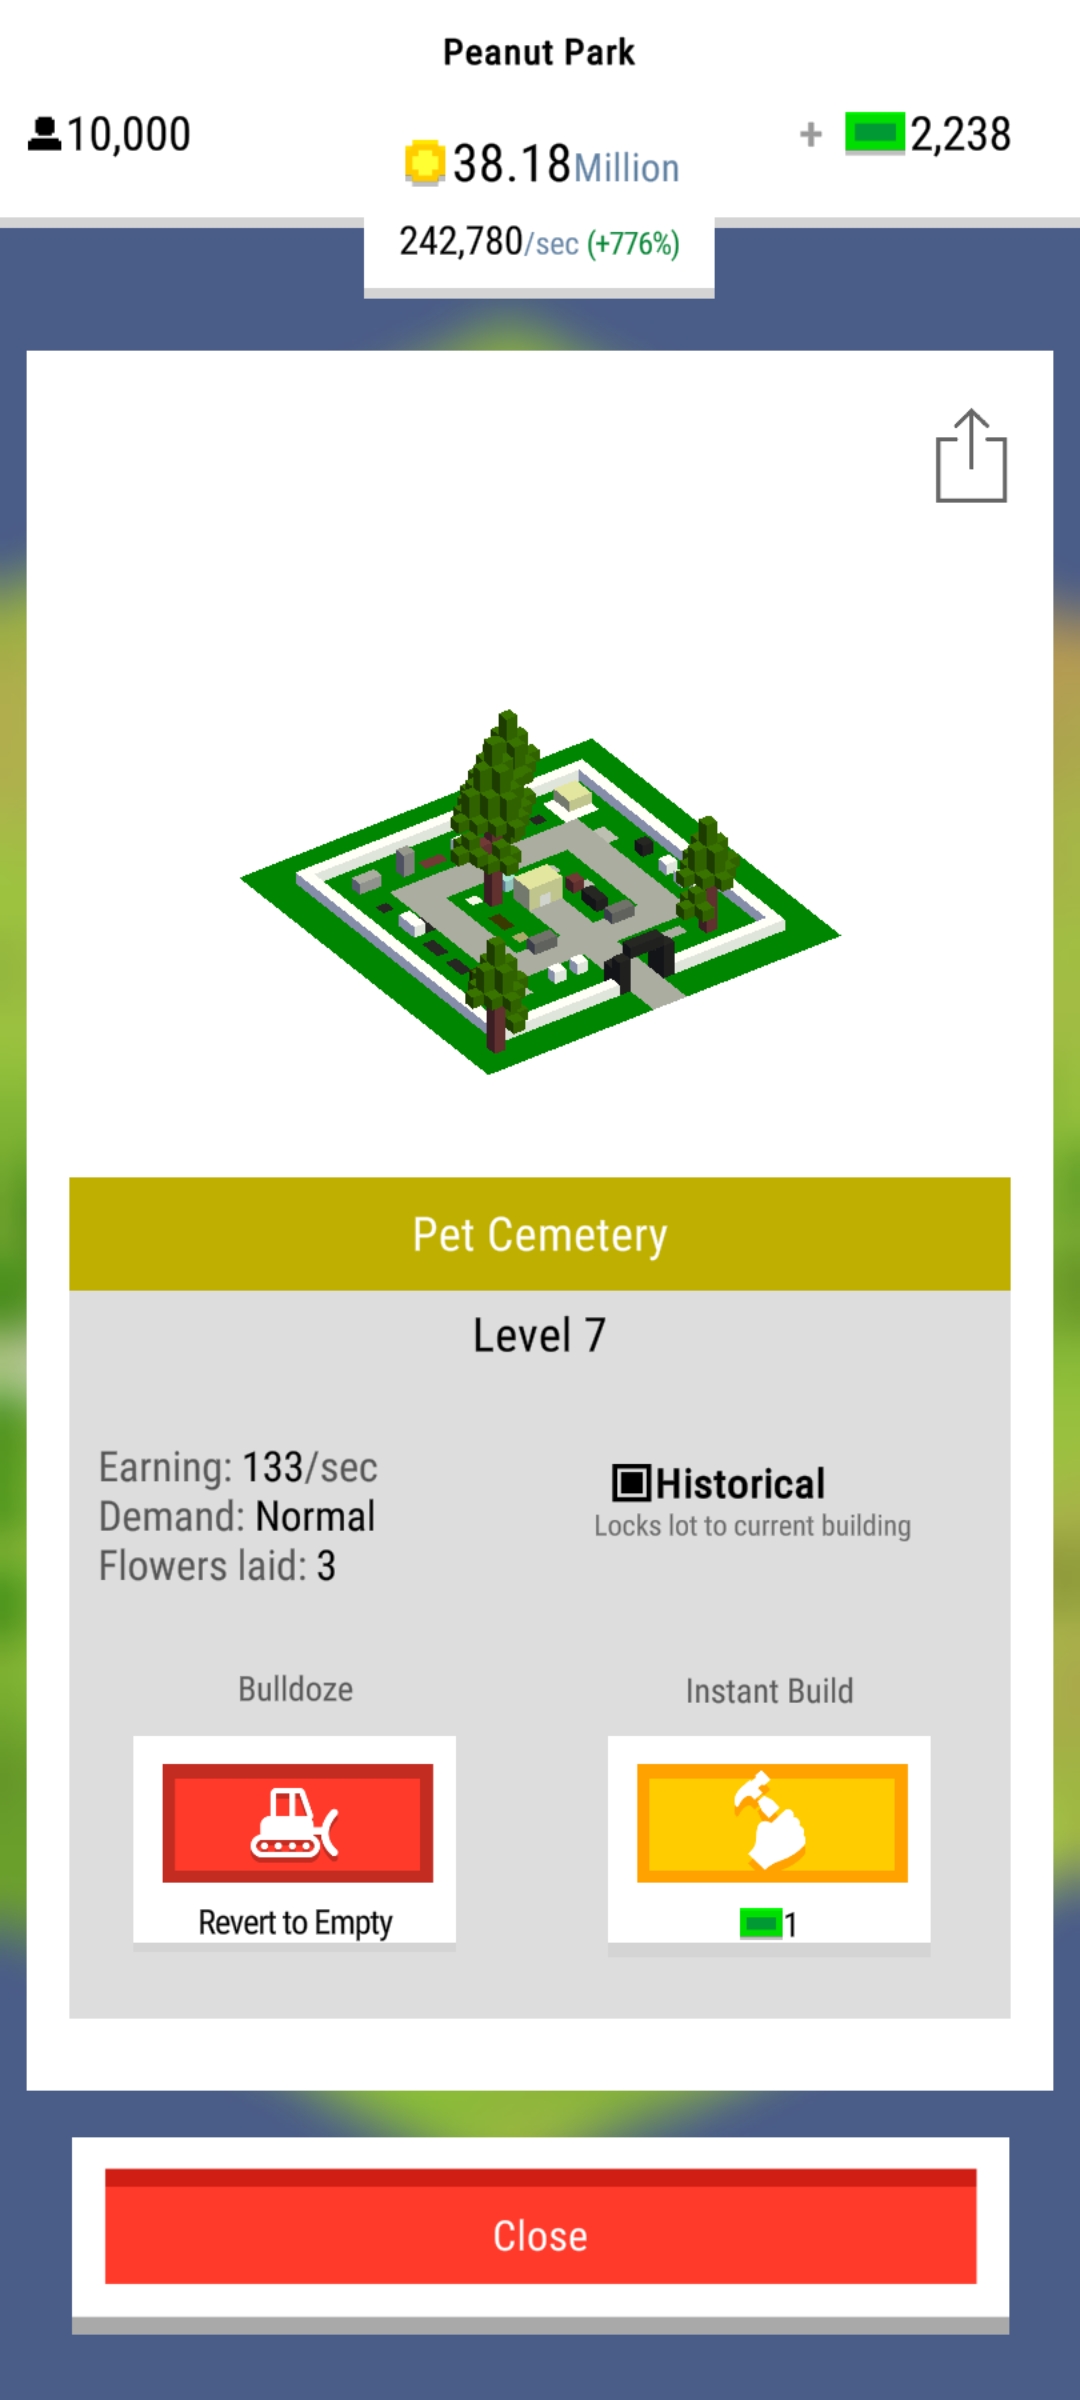 Peanut Park
10,000
38.18Million
+ 2,238
242,780/sec (+776%)
Pet Cemetery
Level 7
Earning: 133/sec
Demand: Normal
Flowers laid: 3
Historical
Locks lot to current building
Bulldoze
Revert to Empty
Instant Build
1
Close